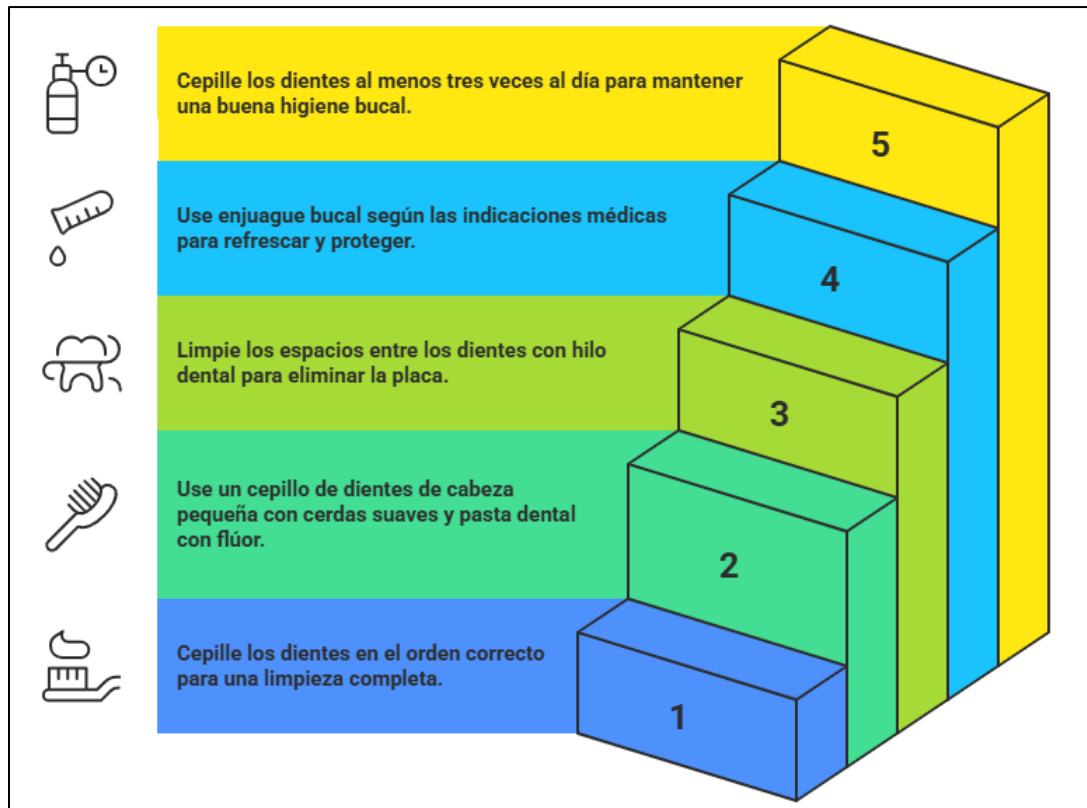 Cepille los dientes al menos tres veces al día para mantener
una buena higiene bucal.
5
Use enjuague bucal según las indicaciones médicas
para refrescar y proteger.
4
Limpie los espacios entre los dientes con hilo
dental para eliminar la placa.
3
Use un cepillo de dientes de cabeza
pequeña con cerdas suaves y pasta dental
con flúor.
2
Cepille los dientes en el orden correcto
para una limpieza completa.
1